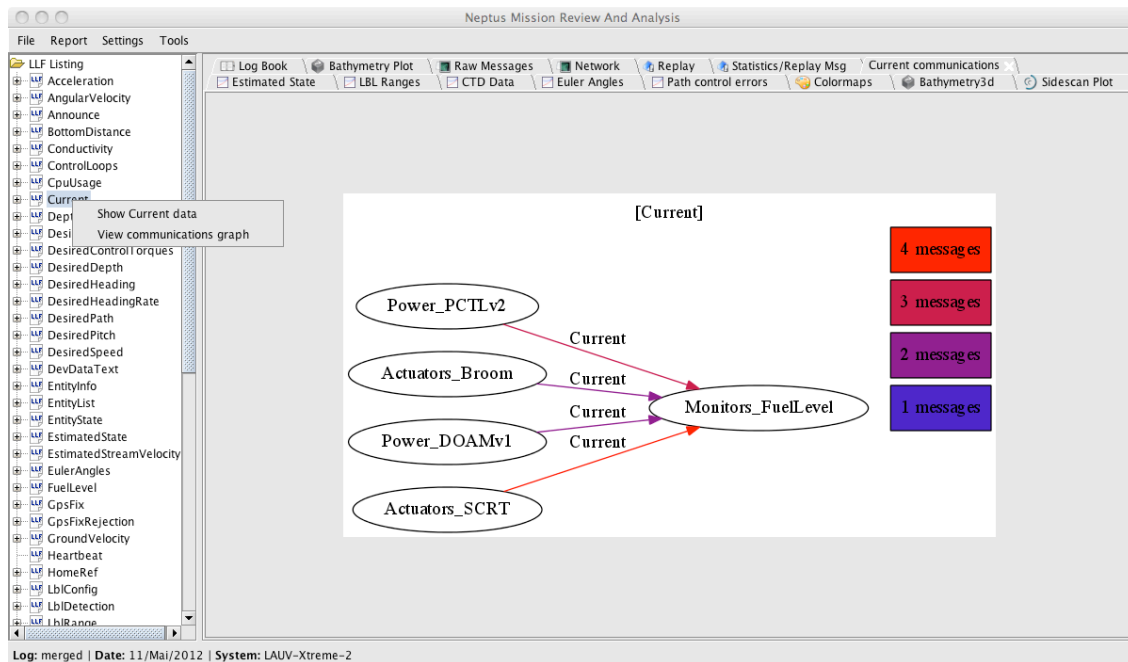 Neptus Mission Review And Analysis
File Report Settings Tools
LLF Listing
Acceleration
AngularVelocity
Announce
BottomDistance
Conductivity
ControlLoops
CpuUsage
Current
Show Current data
View communications graph
DesiredControlTorques
DesiredDepth
DesiredHeading
DesiredHeadingRate
DesiredPath
DesiredPitch
DesiredSpeed
DevDataText
EntityInfo
EntityList
EntityState
EstimatedState
EstimatedStreamVelocity
EulerAngles
FuelLevel
GpsFix
GpsFixRejection
GroundVelocity
Heartbeat
HomeRef
LblConfig
LblDetection
LblRange
Log Book Bathymetry Plot Raw Messages Network Replay Statistics/Replay Msg Current communications
Estimated State LBL Ranges CTD Data Euler Angles Path control errors Colormaps Bathymetry3d Sidescan Plot
[Current]
4 messages
3 messages
2 messages
1 messages
Power_PCTLv2
Current
Actuators_Broom
Current
Monitors_FuelLevel
Current
Power_DOAMv1
Current
Actuators_SCRT
Log: merged | Date: 11/Mai/2012 | System: LAUV-Xtreme-2